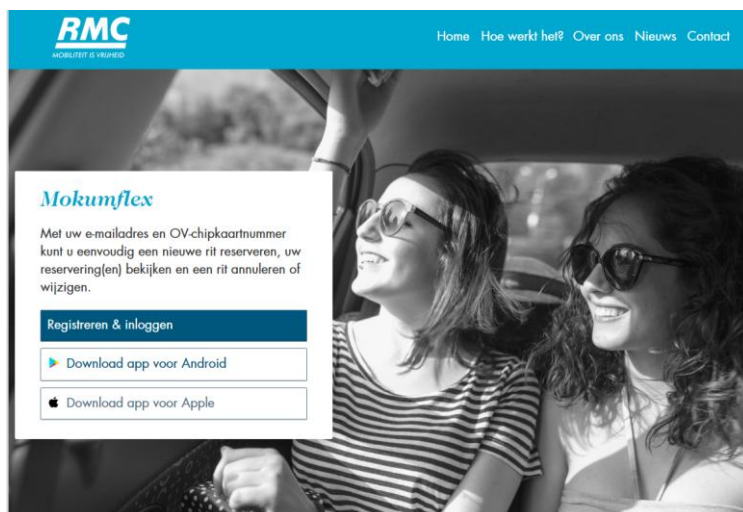 RMC
MOBILITEIT IS VRIJHEID
Home Hoe werkt het? Over ons Nieuws Contact
Mokumflex
Met uw e-mailadres en OV-chipkaartnummer
kunt u eenvoudig een nieuwe rit reserveren, uw
reservering(en) bekijken en een rit annuleren of
wijzigen.
Registreren & inloggen
Download app voor Android
Download app voor Apple